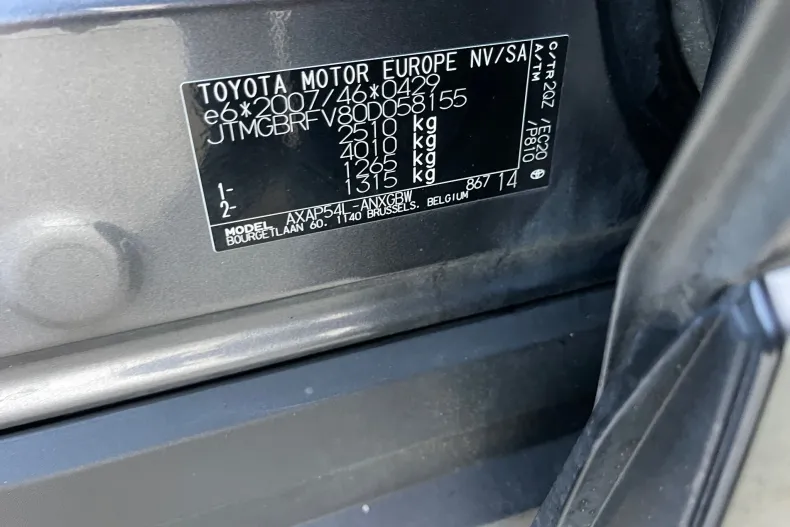 TOYOTA MOTOR EUROPE NV/SA
e6*2007/46*0429
JTMGBRFV80D058155
2510 kg
4010 kg
1- 1265 kg
2- 1315 kg
MODEL AXAP54L-ANXGBW 867 14
BOURGETLAAN 60. 1140 BRUSSELS. BELGIUM
C/TR 2QZ /EC20
A/TM /P810